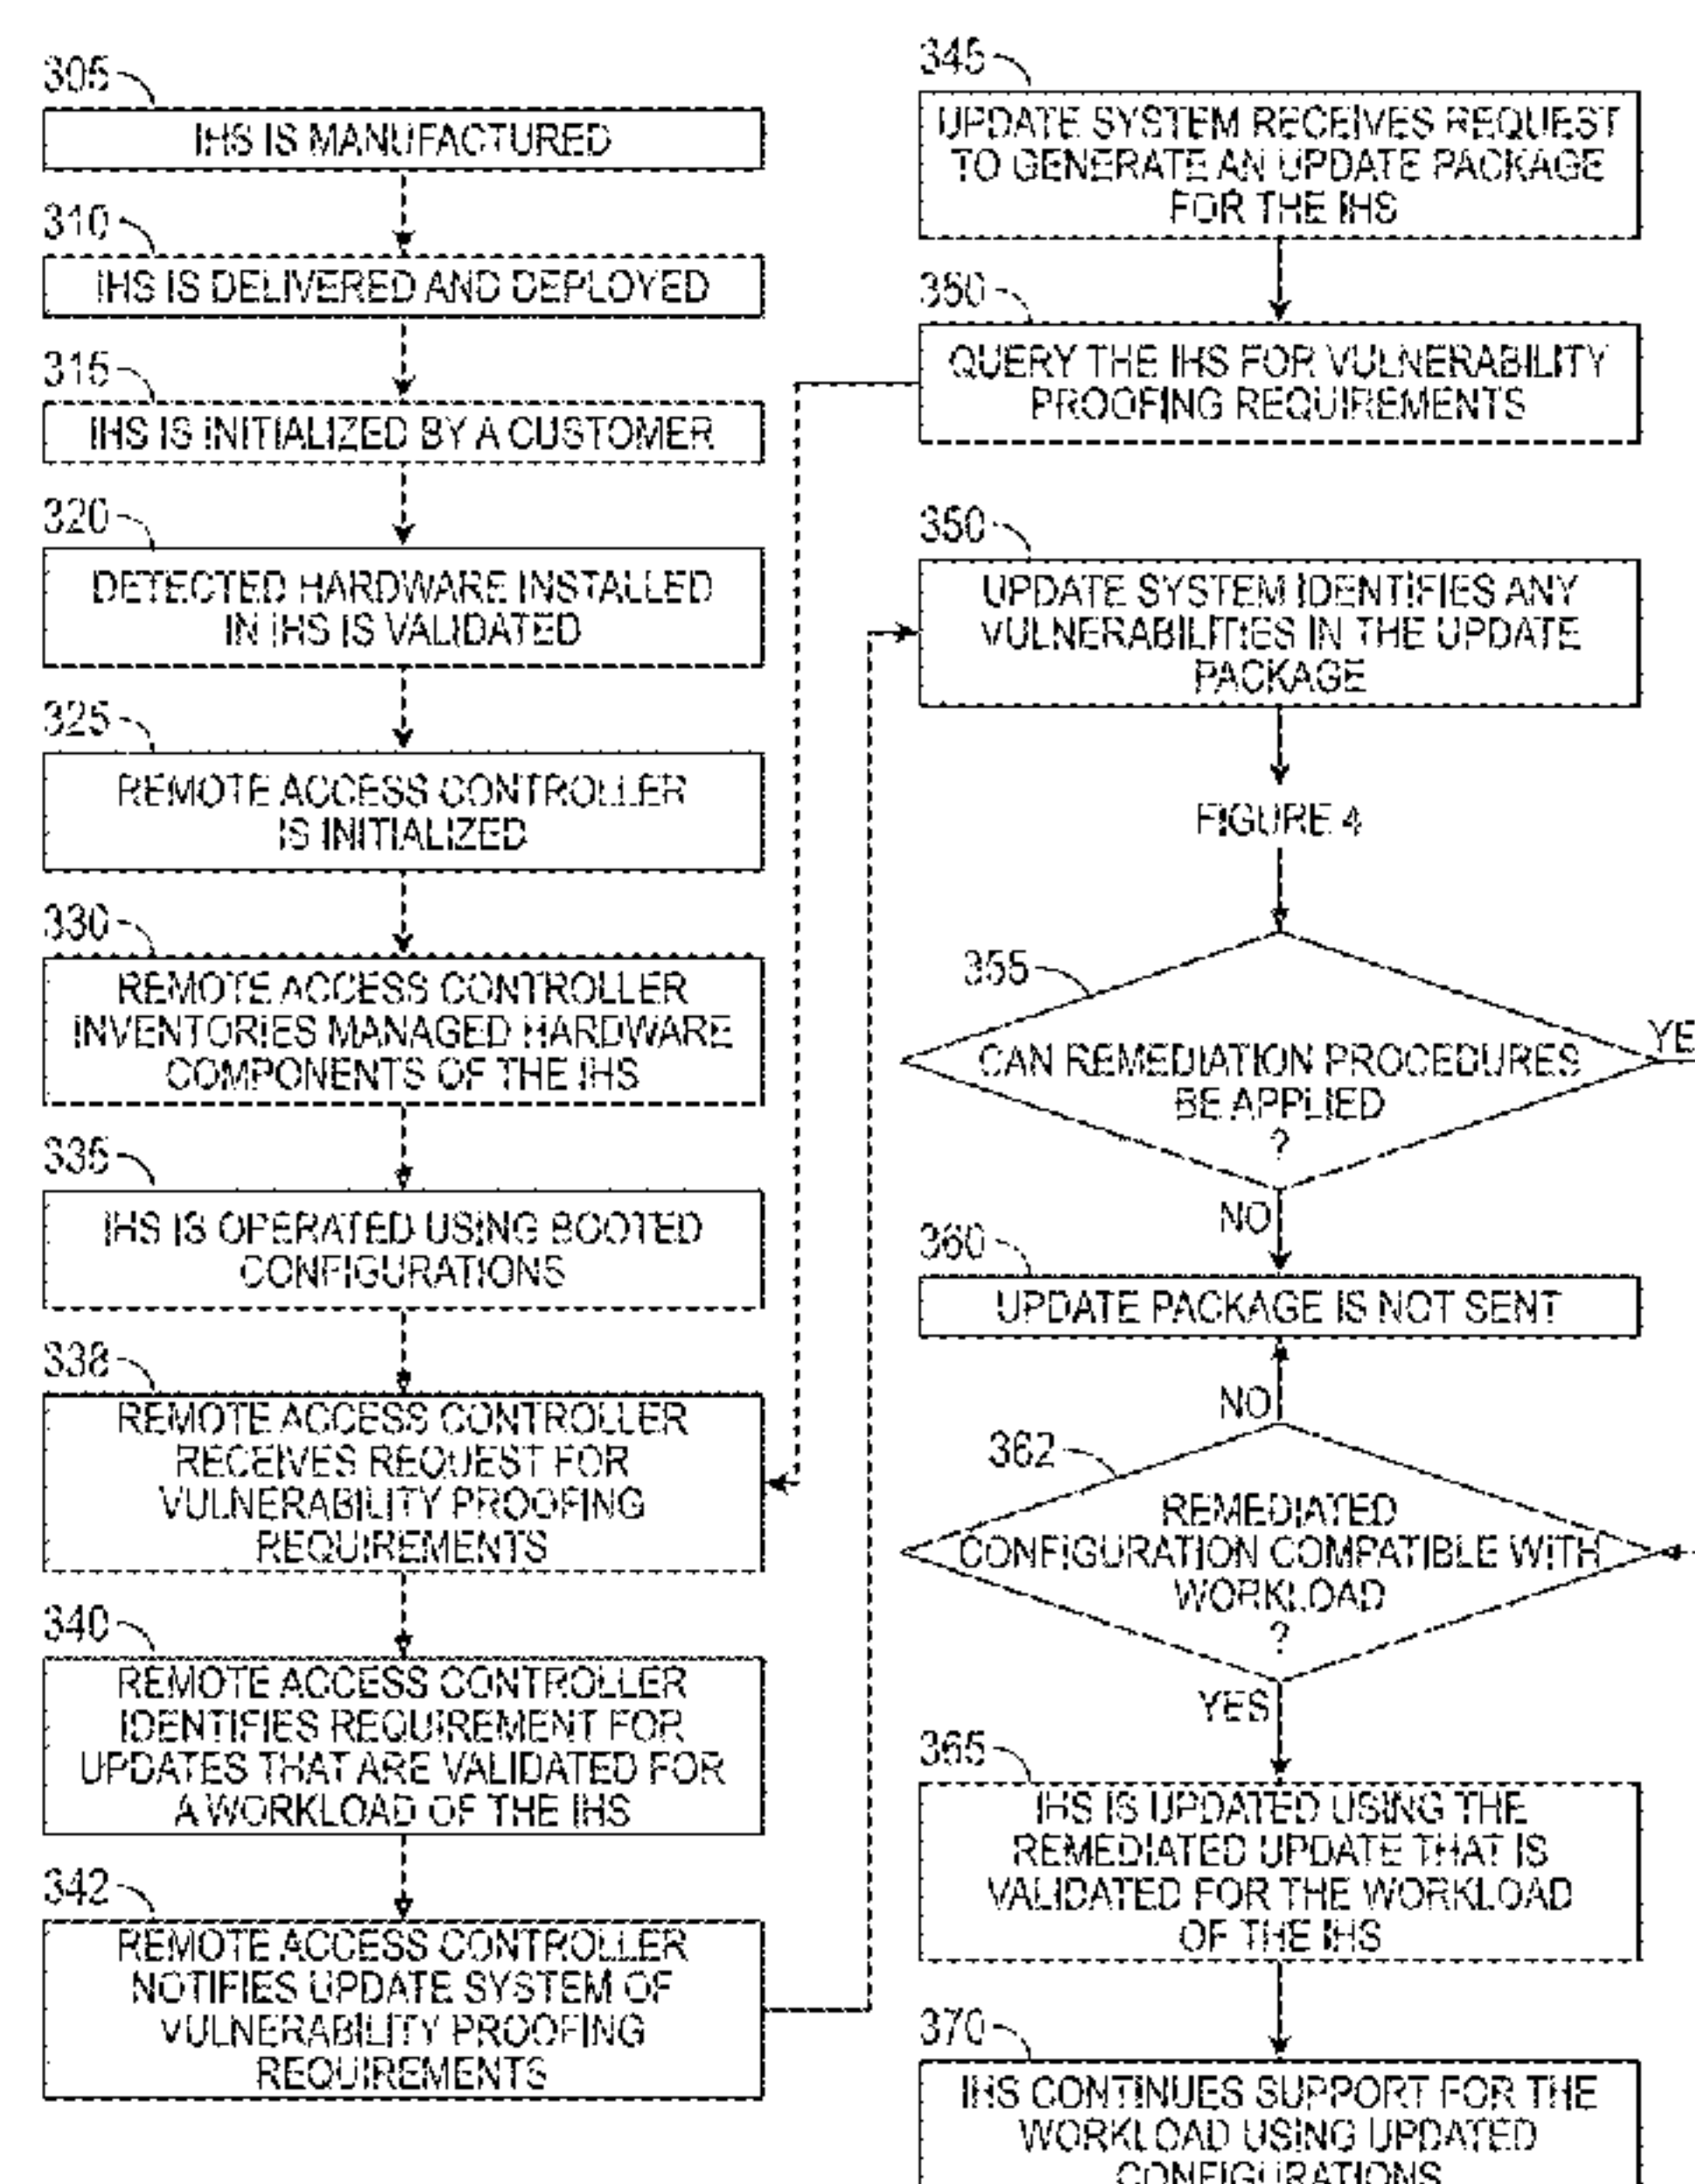 305
IHS IS MANUFACTURED
310
IHS IS DELIVERED AND DEPLOYED
315
IHS IS INITIALIZED BY A CUSTOMER
320
DETECTED HARDWARE INSTALLED
IN IHS IS VALIDATED
325
REMOTE ACCESS CONTROLLER
IS INITIALIZED
330
REMOTE ACCESS CONTROLLER
INVENTORIES MANAGED HARDWARE
COMPONENTS OF THE IHS
335
IHS IS OPERATED USING BOOTED
CONFIGURATIONS
338
REMOTE ACCESS CONTROLLER
RECEIVES REQUEST FOR
VULNERABILITY PROOFING
REQUIREMENTS
340
REMOTE ACCESS CONTROLLER
IDENTIFIES REQUIREMENT FOR
UPDATES THAT ARE VALIDATED FOR
A WORKLOAD OF THE IHS
342
REMOTE ACCESS CONTROLLER
NOTIFIES UPDATE SYSTEM OF
VULNERABILITY PROOFING
REQUIREMENTS
345
UPDATE SYSTEM RECEIVES REQUEST
TO GENERATE AN UPDATE PACKAGE
FOR THE IHS
350
QUERY THE IHS FOR VULNERABILITY
PROOFING REQUIREMENTS
350
UPDATE SYSTEM IDENTIFIES ANY
VULNERABILITIES IN THE UPDATE
PACKAGE
FIGURE 4
355
YE
CAN REMEDIATION PROCEDURES
BE APPLIED
?
NO
360
UPDATE PACKAGE IS NOT SENT
NO
362
REMEDIATED
CONFIGURATION COMPATIBLE WITH
WORKLOAD
?
YES
365
IHS IS UPDATED USING THE
REMEDIATED UPDATE THAT IS
VALIDATED FOR THE WORKLOAD
OF THE IHS
370
IHS CONTINUES SUPPORT FOR THE
WORKLOAD USING UPDATED
CONFIGURATIONS